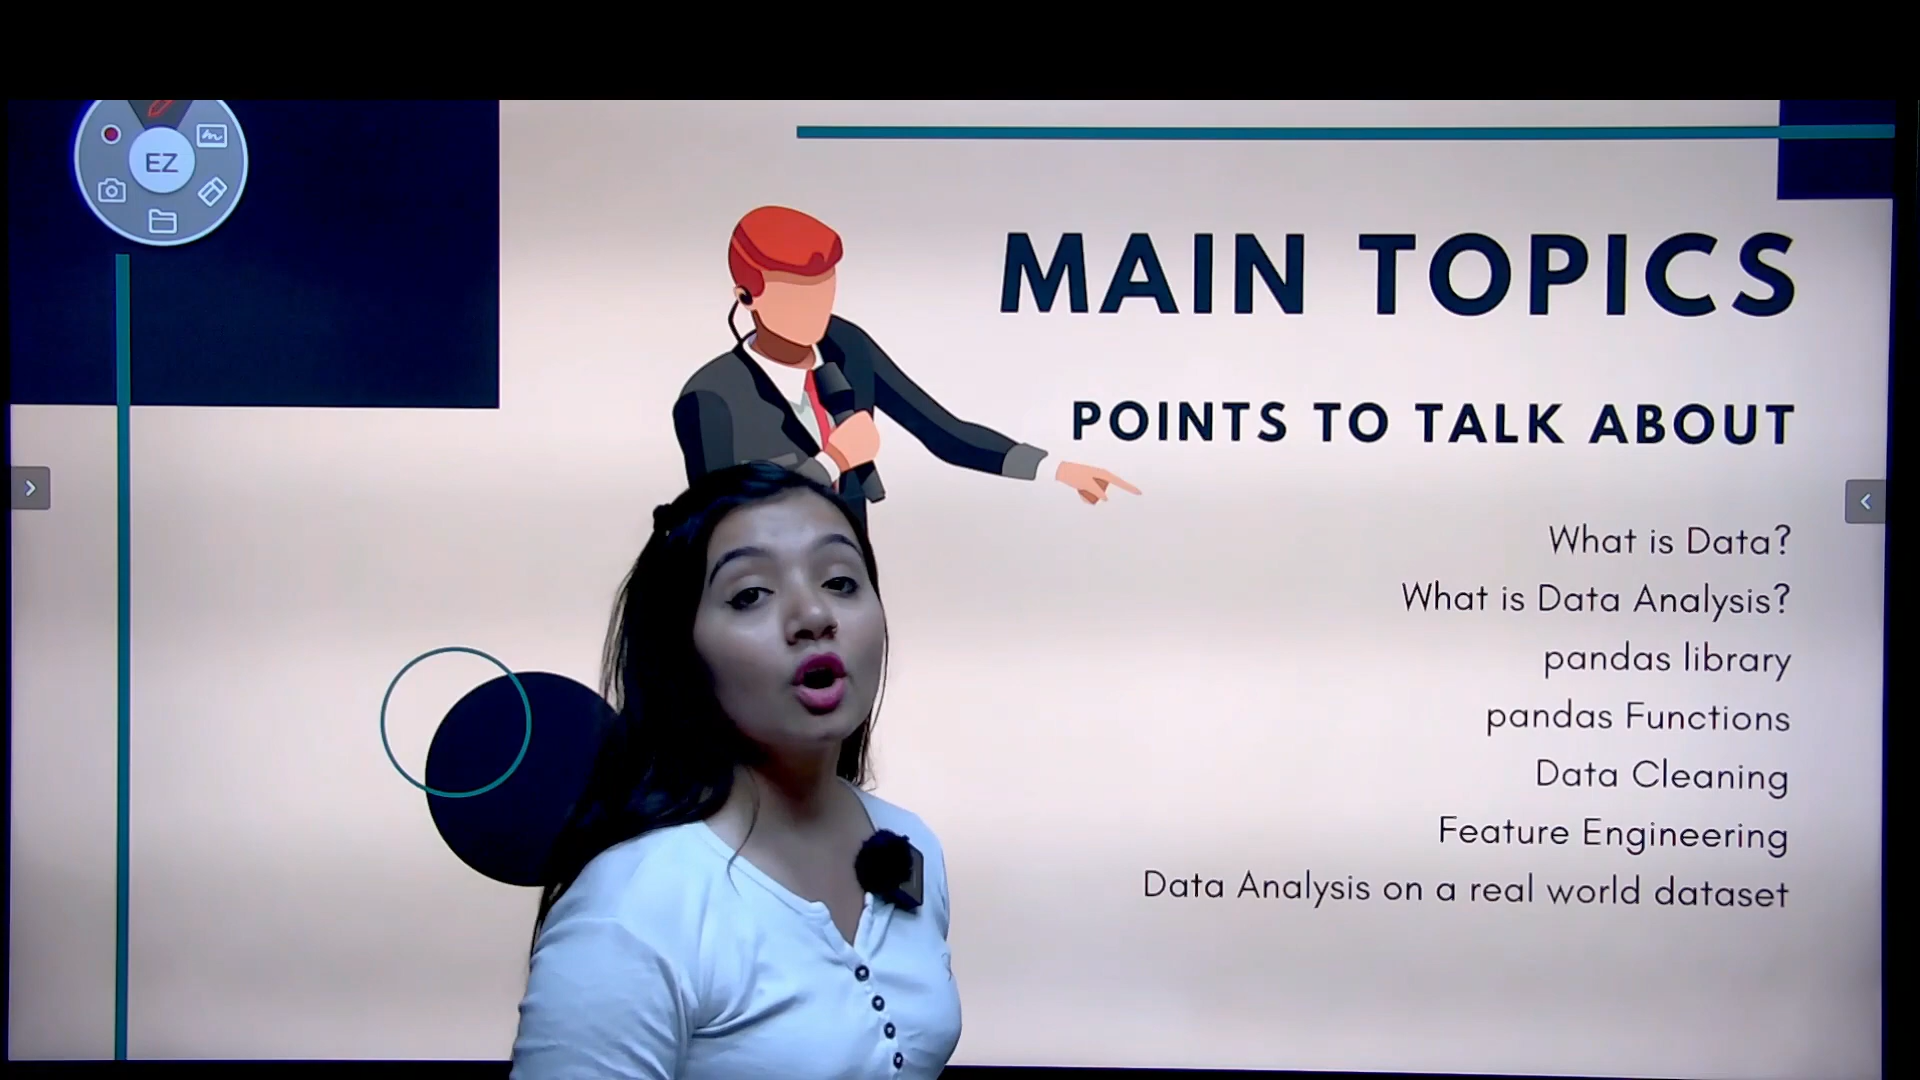 EZ
MAIN TOPICS
POINTS TO TALK ABOUT
What is Data?
What is Data Analysis?
pandas library
pandas Functions
Data Cleaning
Feature Engineering
Data Analysis on a real world dataset